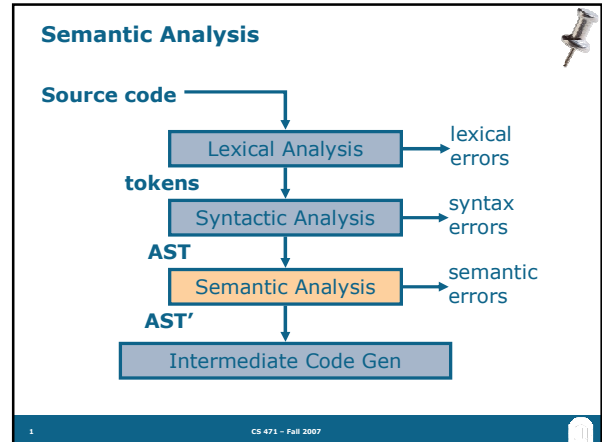 Semantic Analysis
Source code
Lexical Analysis
lexical
errors
tokens
Syntactic Analysis
syntax
errors
AST
Semantic Analysis
semantic
errors
AST’
Intermediate Code Gen
1
CS 471 – Fall 2007